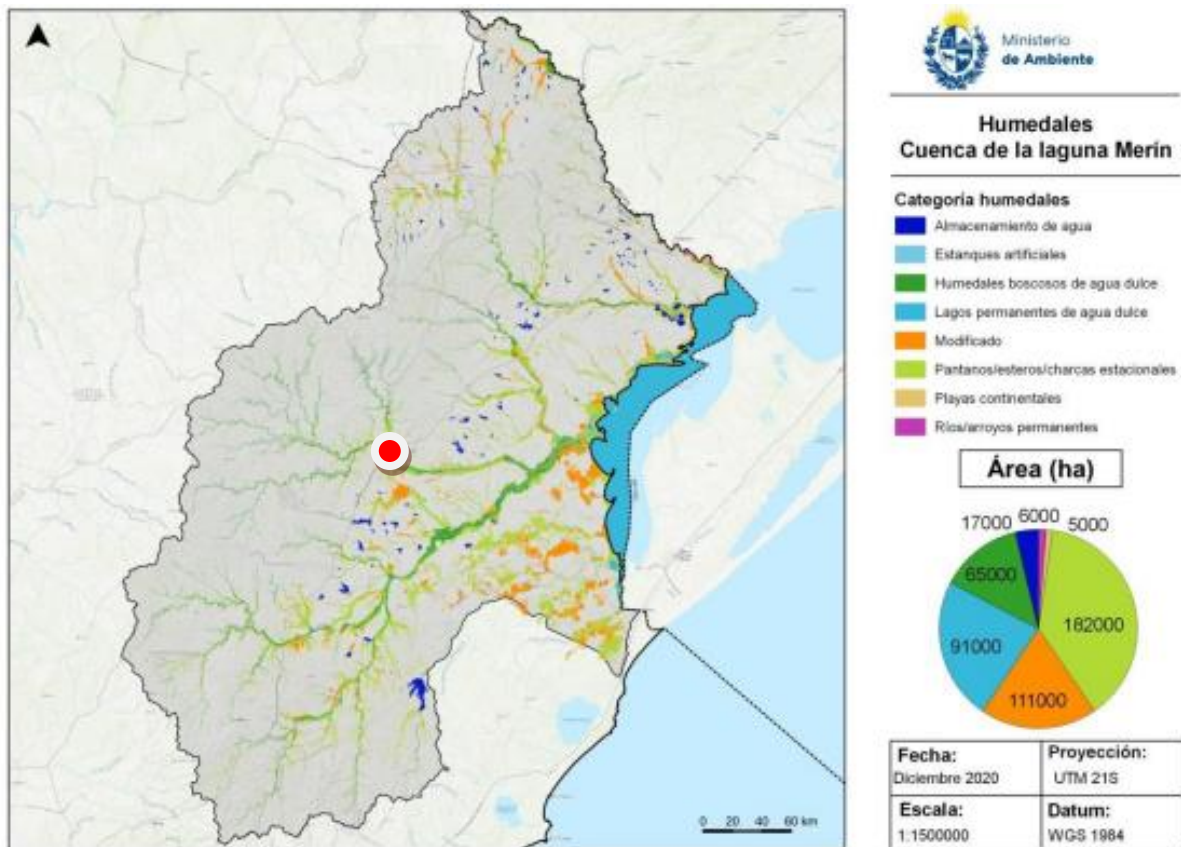 Ministerio
de Ambiente
Humedales
Cuenca de la laguna Merín
Categoría humedales
Almacenamiento de agua
Estanques artificiales
Humedales boscosos de agua dulce
Lagos permanentes de agua dulce
Modificado
Pantanos/esteros/charcas estacionales
Playas continentales
Ríos/arroyos permanentes
Área (ha)
17000 6000 5000
65000
182000
91000
111000
Fecha: Proyección:
Diciembre 2020 UTM 21S
Escala: Datum:
1:1500000 WGS 1984
0 20 40 60 km